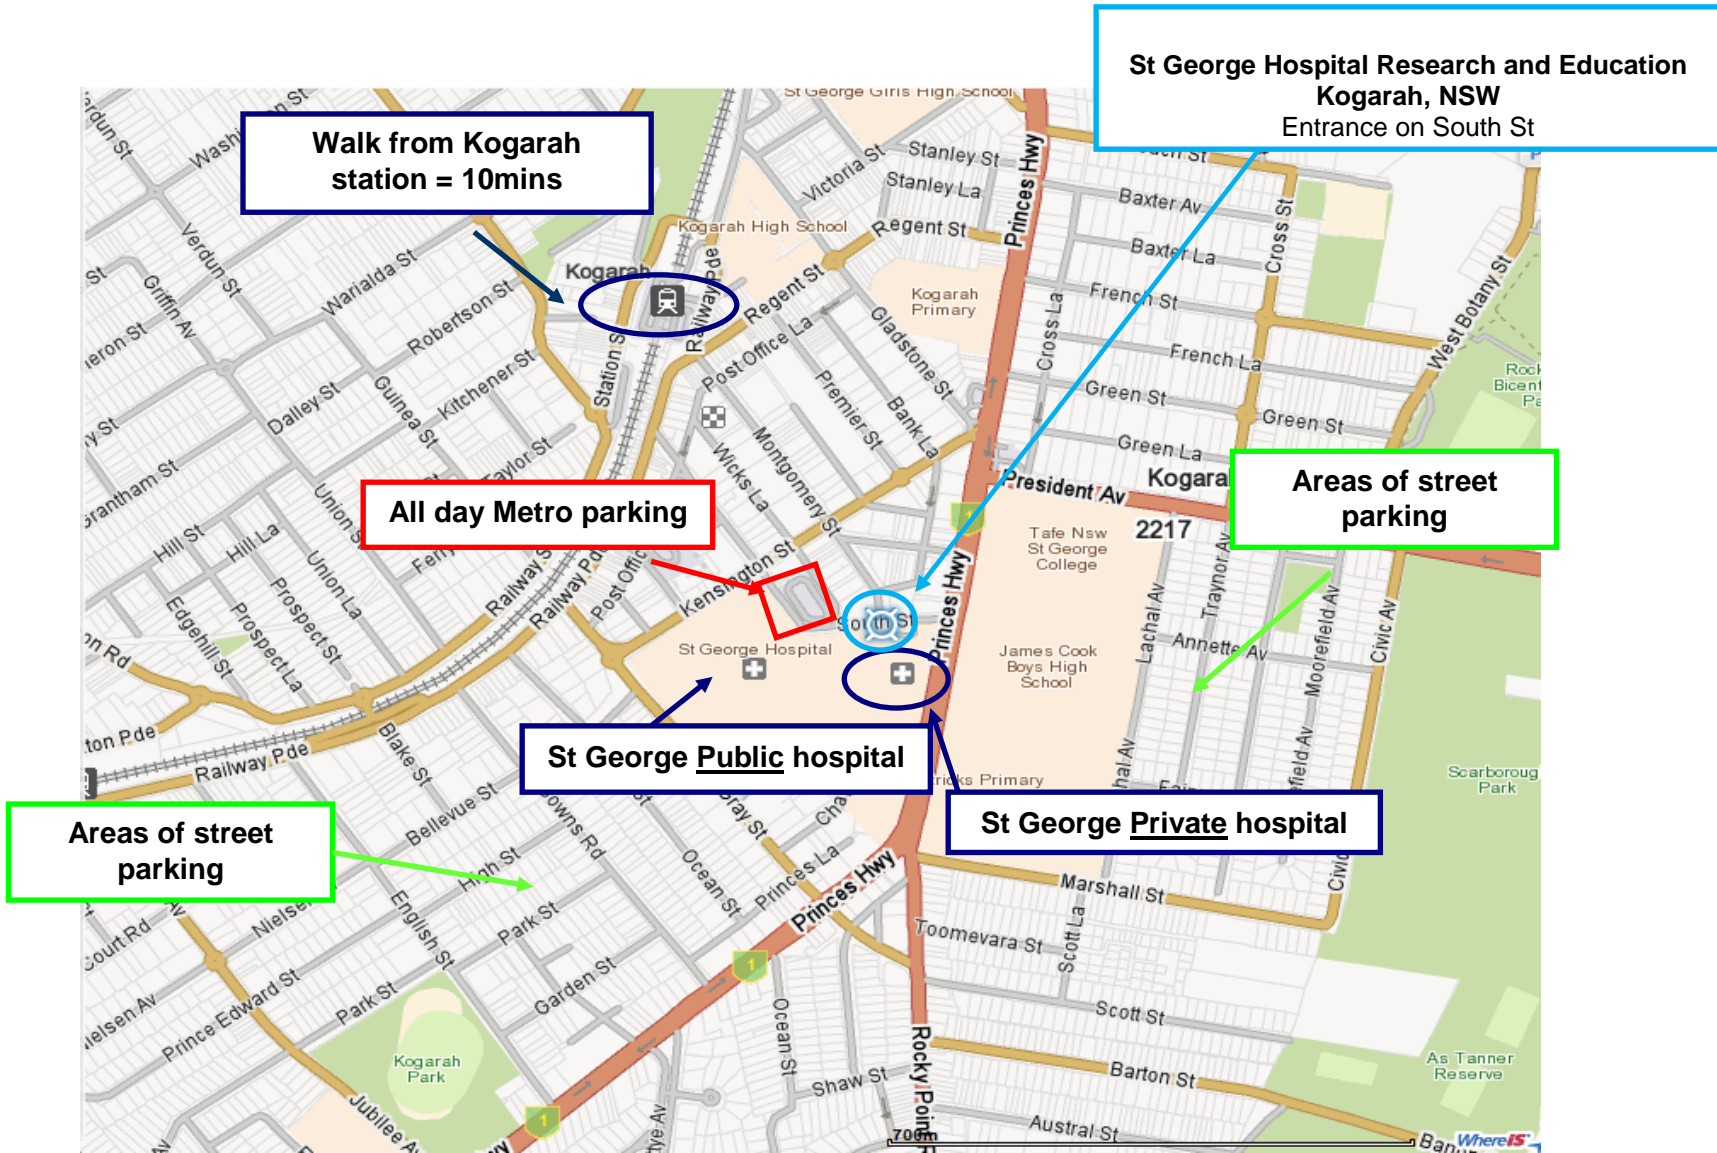 St George Hospital Research and Education
Kogarah, NSW
Entrance on South St
Walk from Kogarah
station = 10mins
All day Metro parking
Areas of street
parking
St George Public hospital
St George Private hospital
Areas of street
parking
St George Girls High School
Stanley St
Victoria St
Stanley La
Princes Hwy
Baxter Av
Cross St
Verdun St
Regent St
Kogarah High School
Baxter La
Griffin Av
Warialda St
Kogarah
Railway Pde
Regent St
Kogarah
Primary
French St
West Botany St
Robertson St
Post Office La
Gladstone St
Cross La
French La
Station St
Kitchener St
Premier St
Bank La
Green St
Green St
Dalley St
Guinea St
Green La
Grantham St
Taylor St
Wicks La
Montgomery St
President Av
2217
Tafe Nsw
St George
College
Union St
Hill St
Hill La
Union La
Kensington St
Princes Hwy
1
Traynor Av
Lachal Av
Moorefield Av
Civic Av
Annette Av
Prospect St
Prospect La
Edgehill St
Railway Pde
South St
St George Hospital
James Cook
Boys High
School
Railway Pde
Blake St
Bellevue St
Gray St
Scarboroug
Park
High St
Ocean St
Princes La
Princes Hwy
Marshall St
English St
Park St
Toomevara St
Scott La
Court Rd
Prince Edward St
Park St
Garden St
1
Ocean St
Scott St
Kogarah
Park
Shaw St
Barton St
As Tanner
Reserve
Jubilee Av
1
Austral St
700m
WhereiS